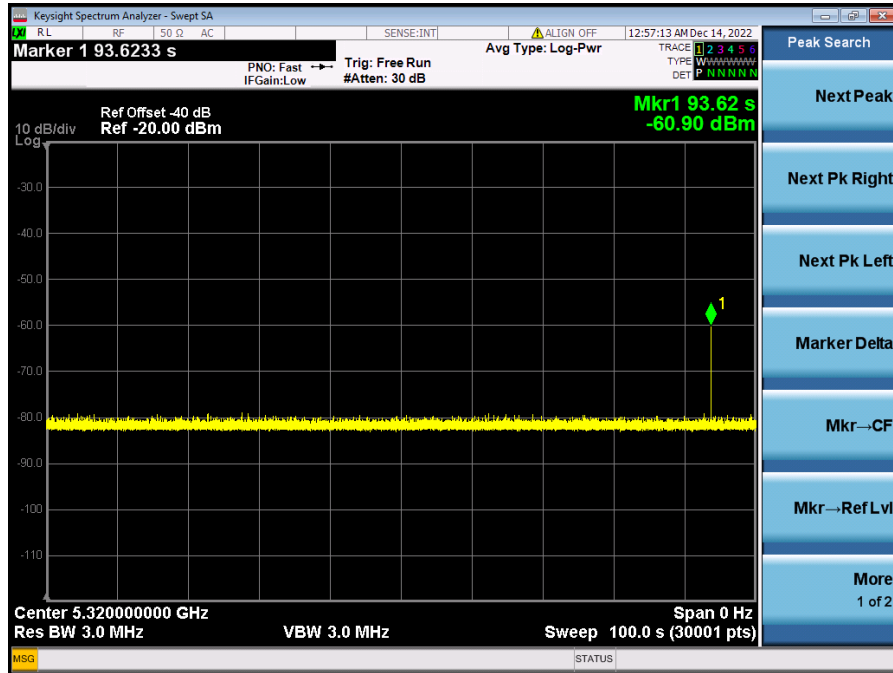 Keysight Spectrum Analyzer - Swept SA
LXI RL RF 50 Ω AC SENSE:INT ALIGN OFF 12:57:13 AM Dec 14, 2022
Marker 1 93.6233 s
PNO: Fast
IFGain:Low
Trig: Free Run
#Atten: 30 dB
Avg Type: Log-Pwr
TRACE 1 2 3 4 5 6
TYPE WWWWWW
DET P N N N N N
Peak Search
Ref Offset -40 dB
10 dB/div Ref -20.00 dBm
Log
Mkr1 93.62 s
-60.90 dBm
-30.0
-40.0
-50.0
-60.0
-70.0
-80.0
-90.0
-100
-110
1
Center 5.320000000 GHz
Span 0 Hz
Res BW 3.0 MHz VBW 3.0 MHz Sweep 100.0 s (30001 pts)
Next Peak
Next Pk Right
Next Pk Left
Marker Delta
Mkr→CF
Mkr→Ref Lvl
More
1 of 2
MSG STATUS